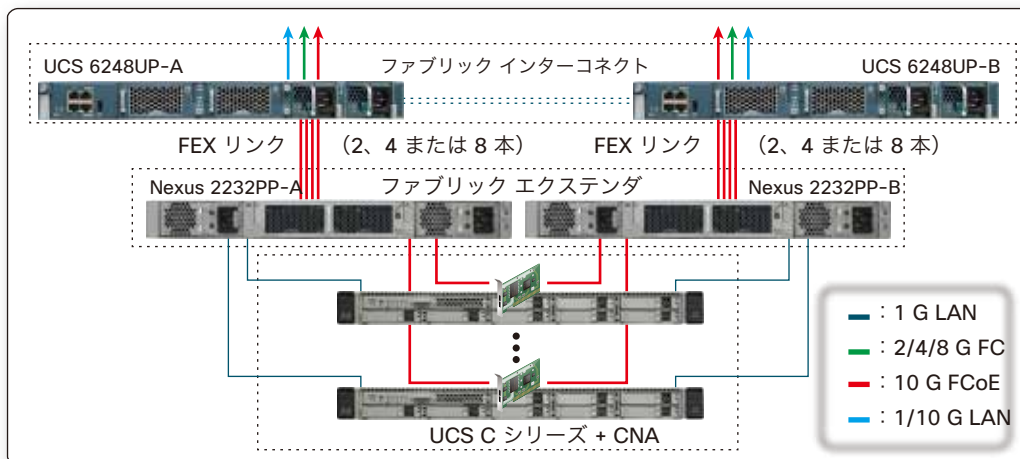 UCS 6248UP-A
ファブリック インターコネクト
UCS 6248UP-B
FEX リンク
（2、4 または 8 本）
FEX リンク
（2、4 または 8 本）
Nexus 2232PP-A
ファブリック エクステンダ
Nexus 2232PP-B
：1 G LAN
：2/4/8 G FC
：10 G FCoE
：1/10 G LAN
UCS C シリーズ + CNA